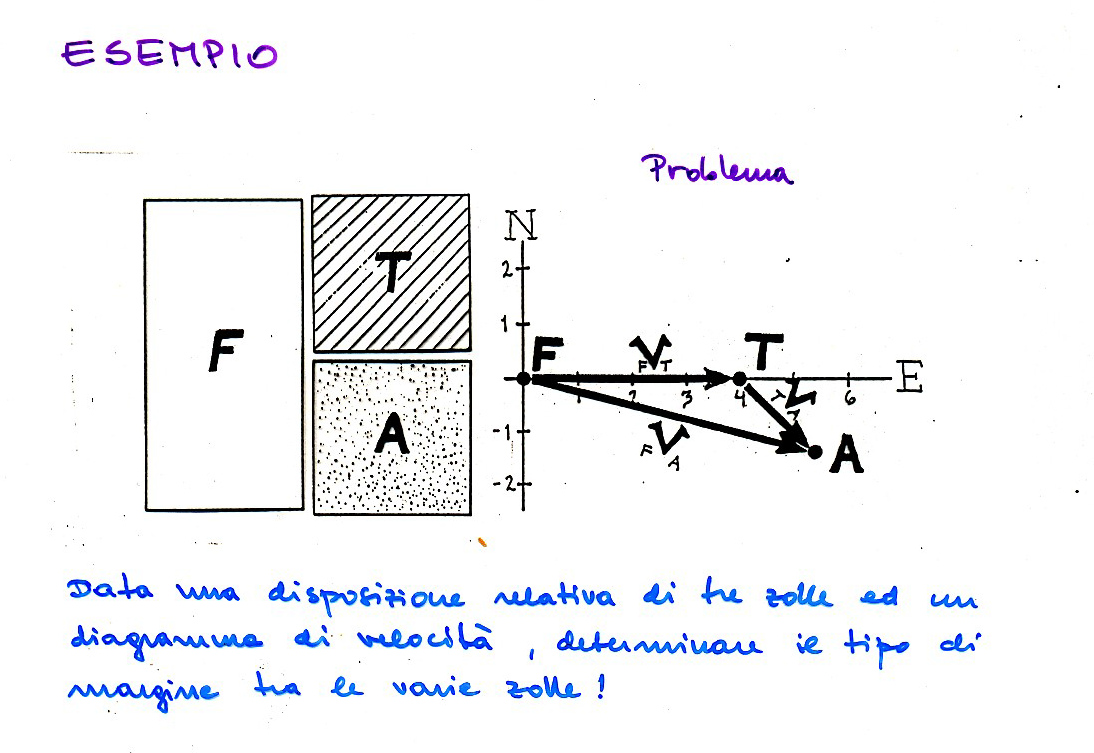 ESEMPIO
Problema
F
T
A
N
2
1
-1
-2
F
T
E
1 2 3 4 6
F V T
F V A
A
Data una disposizione relativa di tre zolle ed un
diagramma di velocità, determinare il tipo di
margine tra le varie zolle!